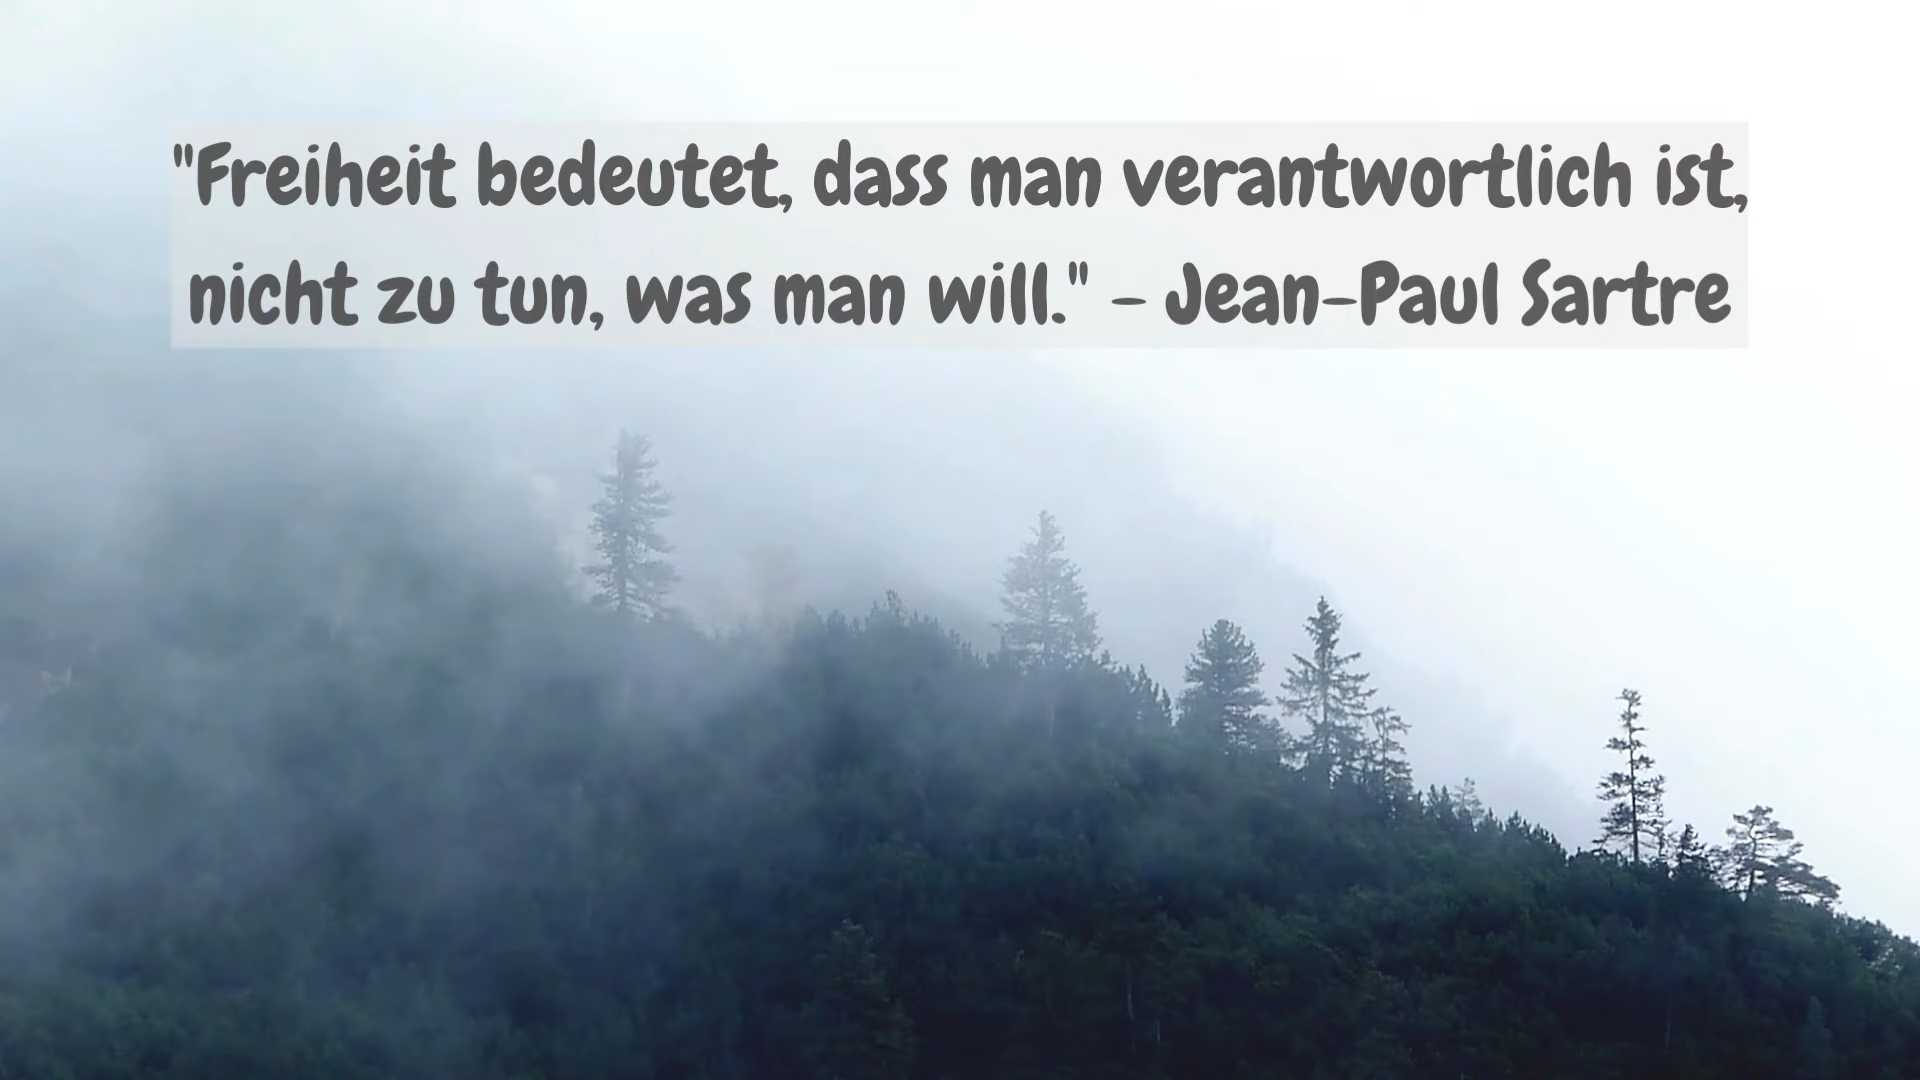 "Freiheit bedeutet, dass man verantwortlich ist,
nicht zu tun, was man will." - Jean-Paul Sartre